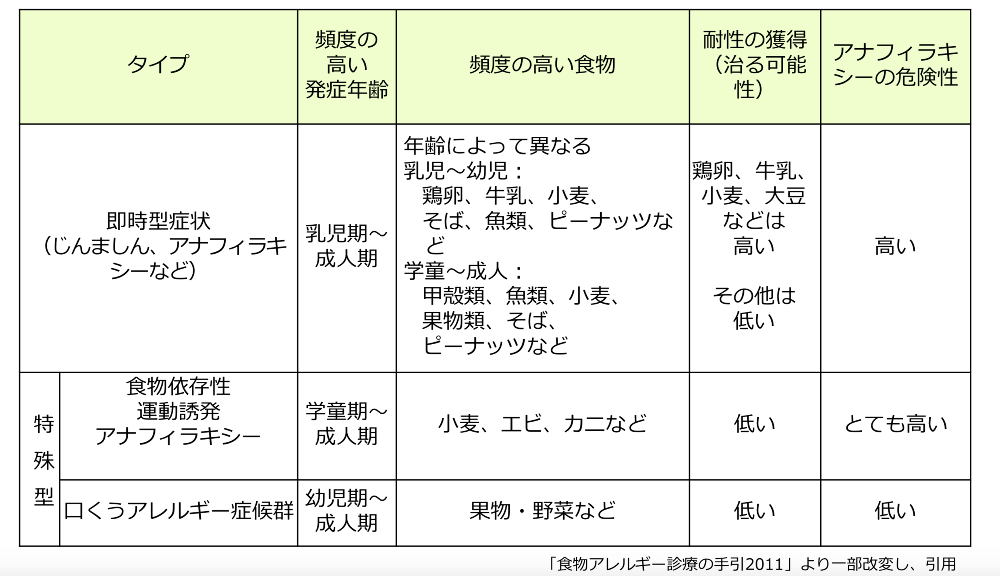 タイプ
頻度の
高い
発症年齢
頻度の高い食物
耐性の獲得
（治る可能
性）
アナフィラキ
シーの危険性
即時型症状
（じんましん、アナフィラキ
シーなど）
乳児期～
成人期
年齢によって異なる
乳児～幼児：
鶏卵、牛乳、小麦、
そば、魚類、ピーナッツな
ど
学童～成人：
甲殻類、魚類、小麦、
果物類、そば、
ピーナッツなど
鶏卵、牛乳、
小麦、大豆
などは
高い
その他は
低い
高い
特
殊
型
食物依存性
運動誘発
アナフィラキシー
学童期～
成人期
小麦、エビ、カニなど
低い
とても高い
口くうアレルギー症候群
幼児期～
成人期
果物・野菜など
低い
低い
「食物アレルギー診療の手引2011」より一部改変し、引用